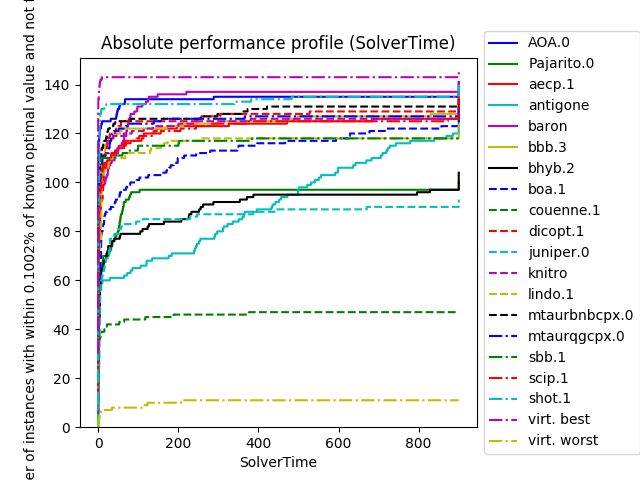 Absolute performance profile (SolverTime)
er of instances with within 0.1002% of known optimal value and not
140
120
100
80
60
40
20
0
0 200 400 600 800
SolverTime
AOA.0
Pajarito.0
aecp.1
antigone
baron
bbb.3
bhyb.2
boa.1
couenne.1
dicopt.1
juniper.0
knitro
lindo.1
mtaurbnbcpx.0
mtaurqgcpx.0
sbb.1
scip.1
shot.1
virt. best
virt. worst